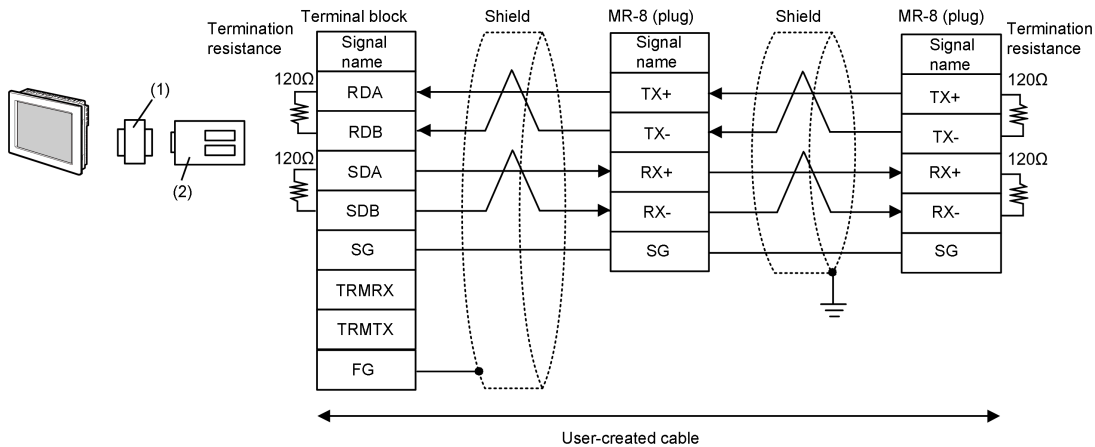 Termination
resistance
Terminal block
Shield
MR-8 (plug)
Shield
MR-8 (plug)
Termination
resistance
(1)
(2)
120Ω
120Ω
Signal
name
RDA
RDB
SDA
SDB
SG
TRMRX
TRMTX
FG
Signal
name
TX+
TX-
RX+
RX-
SG
Signal
name
TX+
TX-
RX+
RX-
SG
120Ω
120Ω
User-created cable